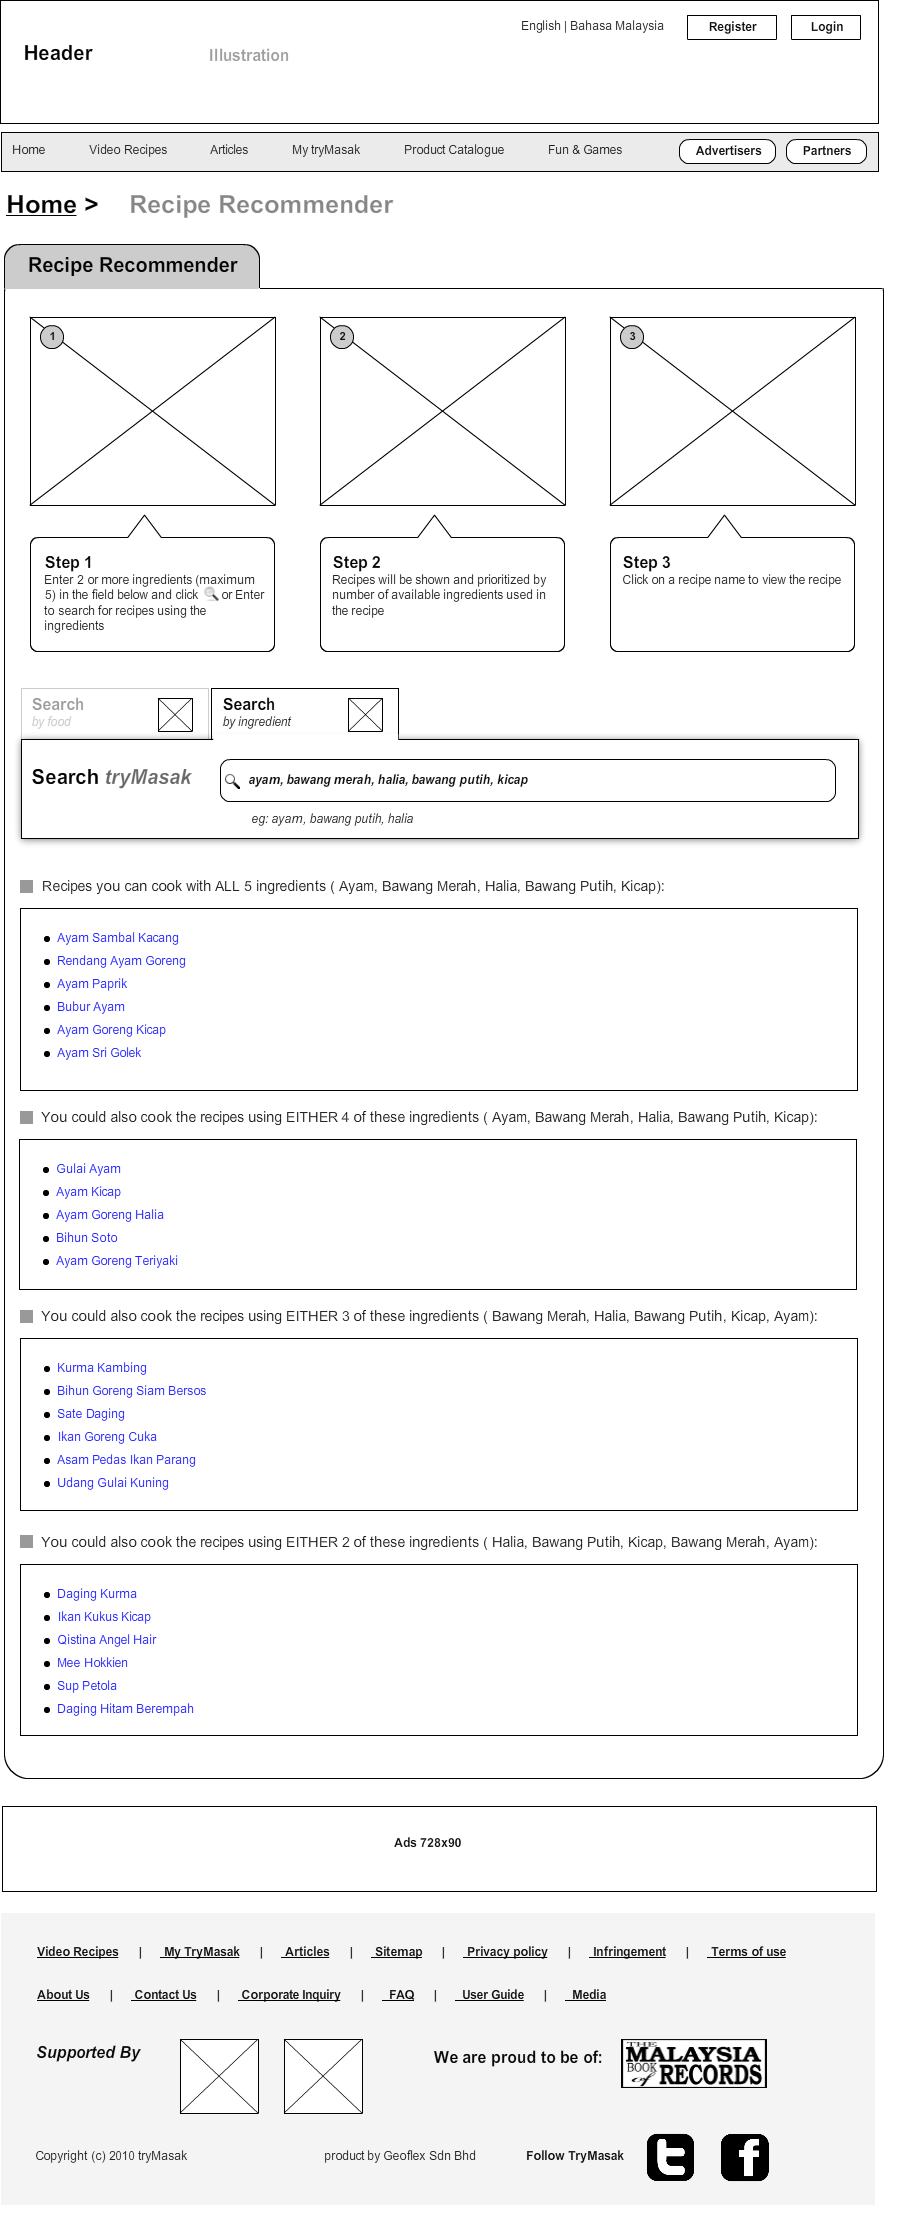 English | Bahasa Malaysia
Register
Login
Header
Illustration
Home
Video Recipes
Articles
My tryMasak
Product Catalogue
Fun & Games
Advertisers
Partners
Home > Recipe Recommender
Recipe Recommender
1
2
3
Step 1
Enter 2 or more ingredients (maximum
5) in the field below and click or Enter
to search for recipes using the
ingredients
Step 2
Recipes will be shown and prioritized by
number of available ingredients used in
the recipe
Step 3
Click on a recipe name to view the recipe
Search
by food
Search
by ingredient
Search tryMasak
ayam, bawang merah, halia, bawang putih, kicap
eg: ayam, bawang putih, halia
Recipes you can cook with ALL 5 ingredients ( Ayam, Bawang Merah, Halia, Bawang Putih, Kicap):
Ayam Sambal Kacang
Rendang Ayam Goreng
Ayam Paprik
Bubur Ayam
Ayam Goreng Kicap
Ayam Sri Golek
You could also cook the recipes using EITHER 4 of these ingredients ( Ayam, Bawang Merah, Halia, Bawang Putih, Kicap):
Gulai Ayam
Ayam Kicap
Ayam Goreng Halia
Bihun Soto
Ayam Goreng Teriyaki
You could also cook the recipes using EITHER 3 of these ingredients ( Bawang Merah, Halia, Bawang Putih, Kicap, Ayam):
Kurma Kambing
Bihun Goreng Siam Bersos
Sate Daging
Ikan Goreng Cuka
Asam Pedas Ikan Parang
Udang Gulai Kuning
You could also cook the recipes using EITHER 2 of these ingredients ( Halia, Bawang Putih, Kicap, Bawang Merah, Ayam):
Daging Kurma
Ikan Kukus Kicap
Qistina Angel Hair
Mee Hokkien
Sup Petola
Daging Hitam Berempah
Ads 728x90
Video Recipes | My TryMasak | Articles | Sitemap | Privacy policy | Infringement | Terms of use
About Us | Contact Us | Corporate Inquiry | FAQ | User Guide | Media
Supported By
We are proud to be of:
THE
MALAYSIA
BOOK of RECORDS
Copyright (c) 2010 tryMasak
product by Geoflex Sdn Bhd
Follow TryMasak